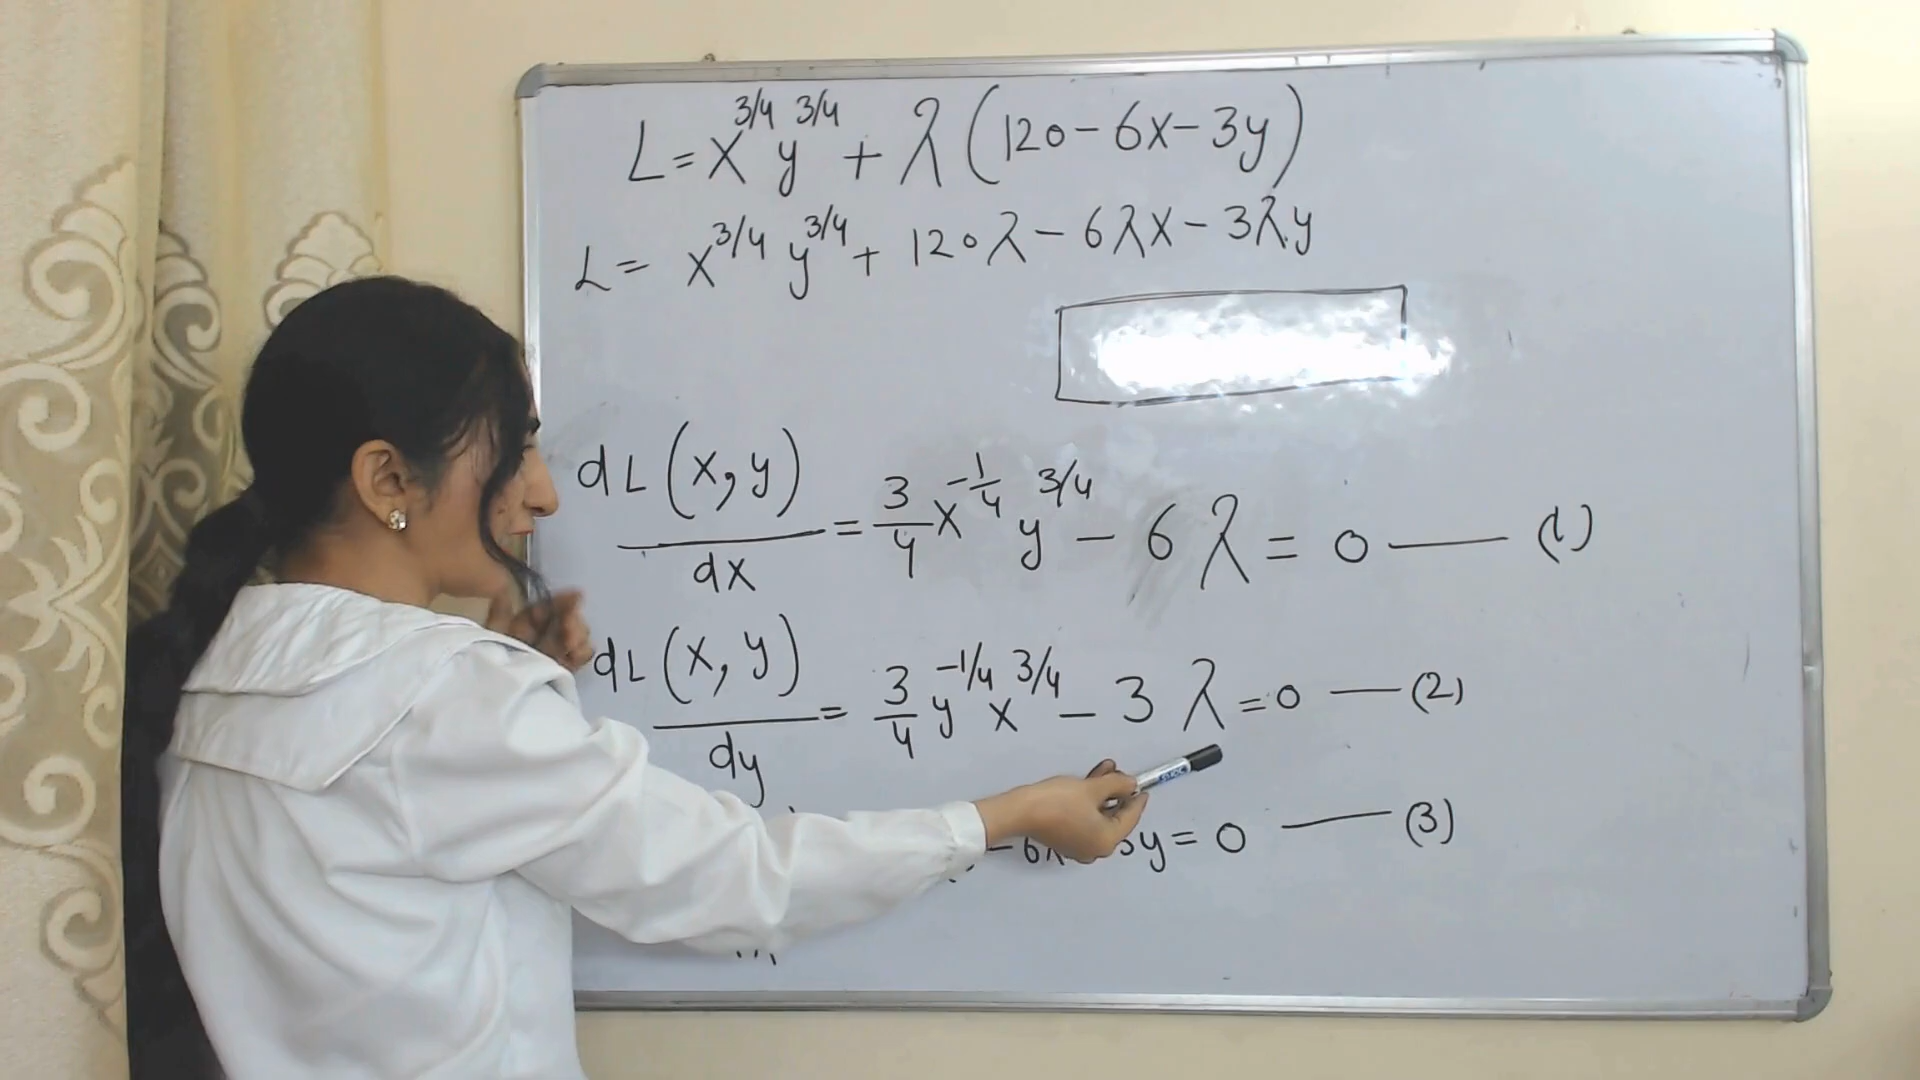 L = x^{3/4} y^{3/4} + λ (120 - 6x - 3y)
L = x^{3/4} y^{3/4} + 120λ - 6λx - 3λy
dL(x,y)/dx = 3/4 x^{-1/4} y^{3/4} - 6λ = 0 — (1)
dL(x,y)/dy = 3/4 y^{-1/4} x^{3/4} - 3λ = 0 — (2)
y = 0 — (3)